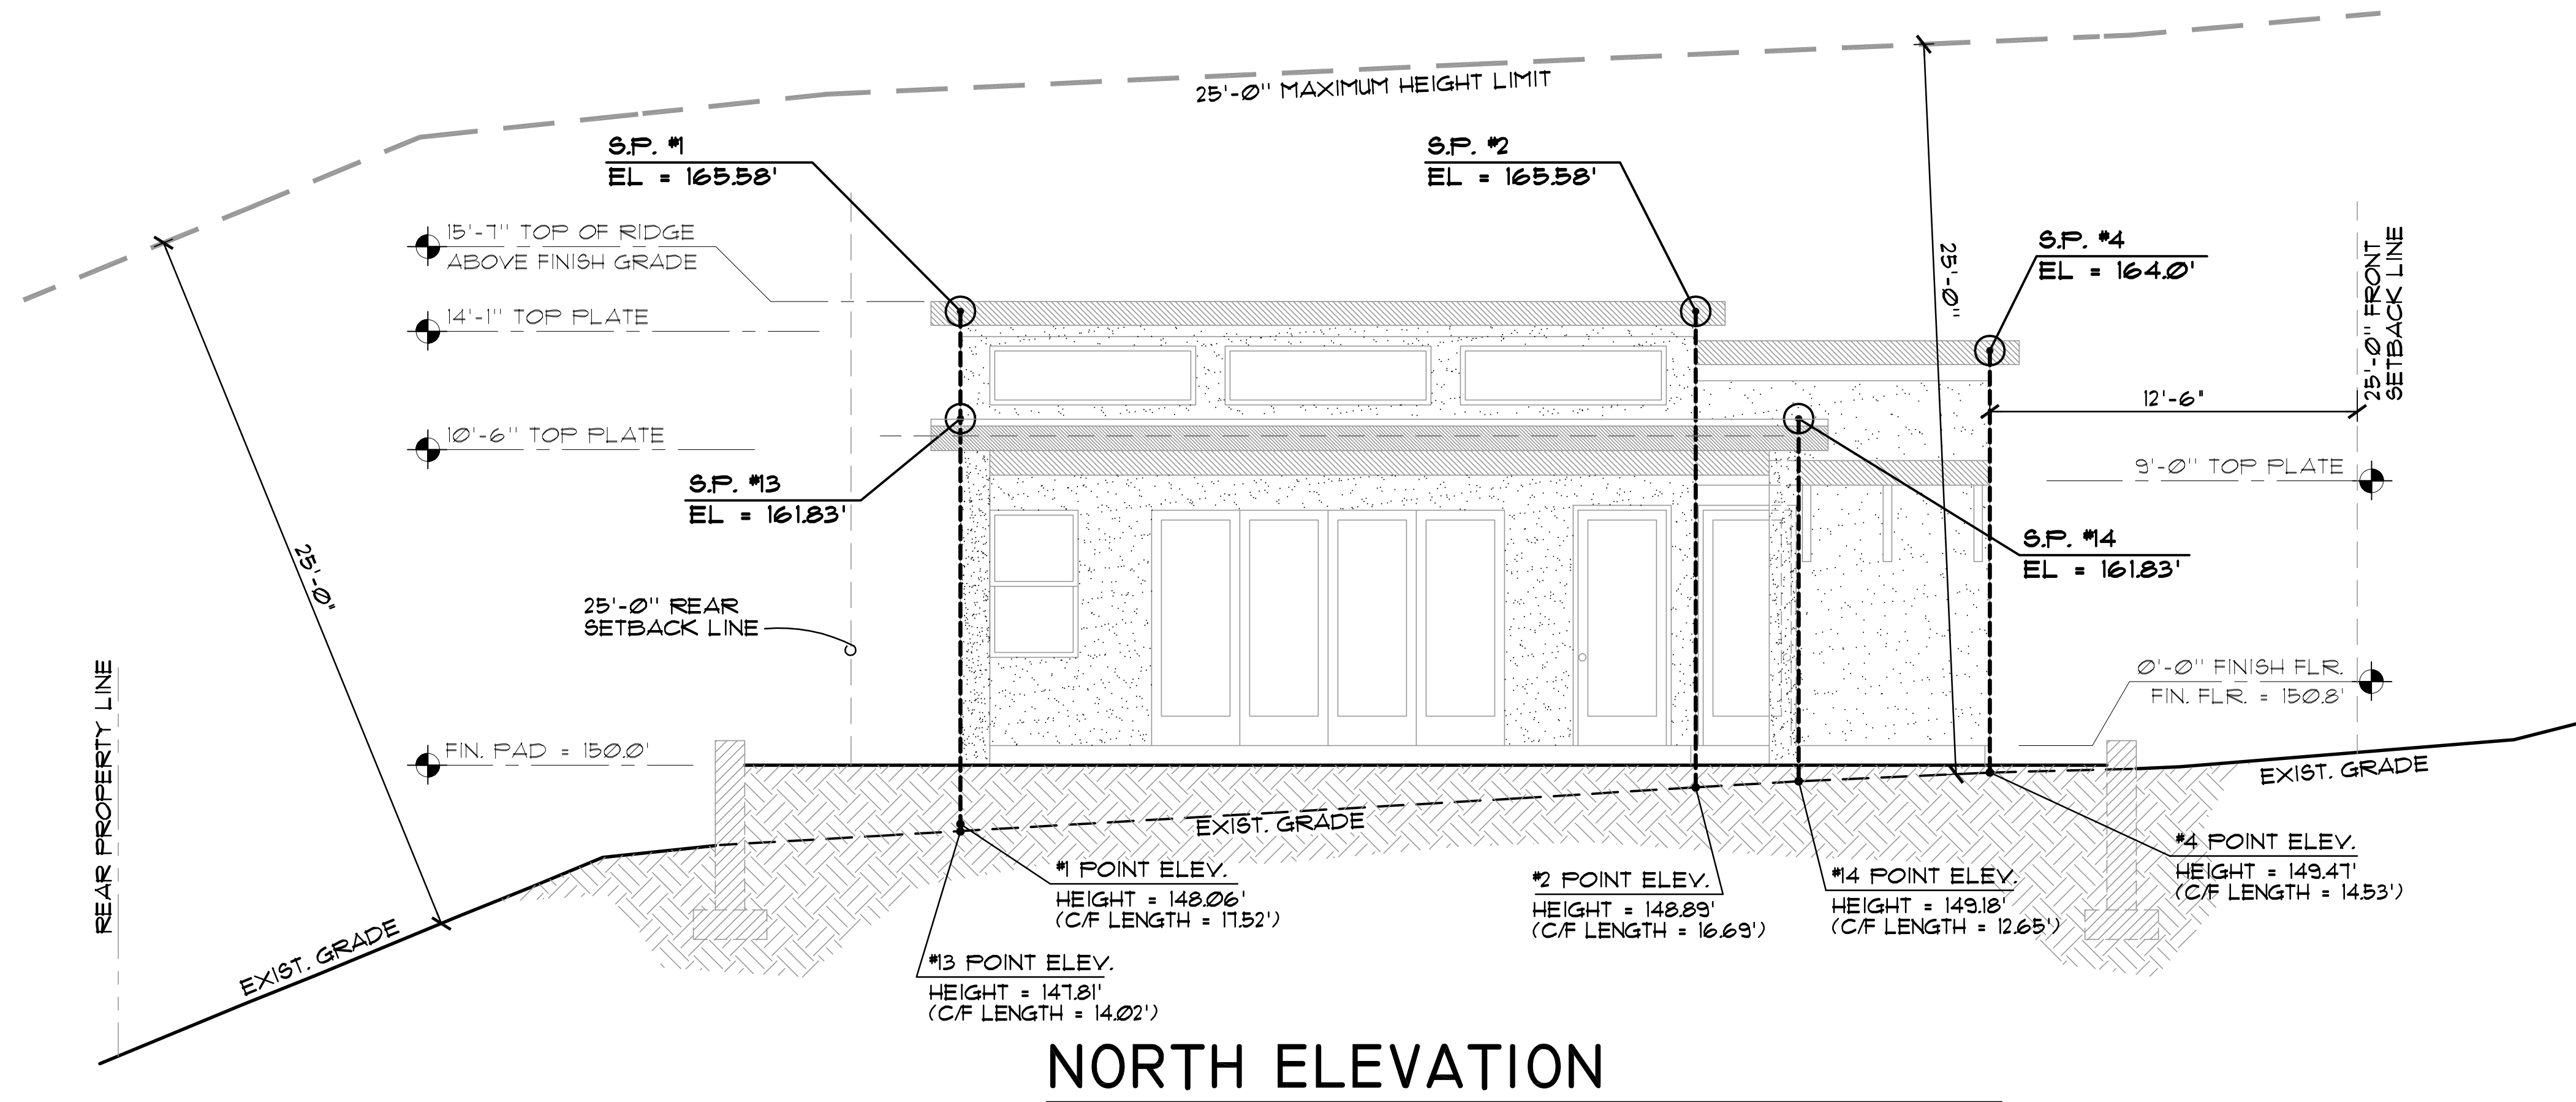 25'-0" MAXIMUM HEIGHT LIMIT
S.P. #1
EL = 165.58'
S.P. #2
EL = 165.58'
S.P. #4
EL = 164.0'
15'-7" TOP OF RIDGE
ABOVE FINISH GRADE
14'-1" TOP PLATE
10'-6" TOP PLATE
25'-0"
25'-0" FRONT
SETBACK LINE
12'-6"
9'-0" TOP PLATE
S.P. #13
EL = 161.83'
S.P. #14
EL = 161.83'
25'-0"
25'-0" REAR
SETBACK LINE
0'-0" FINISH FLR.
FIN. FLR. = 150.8'
REAR PROPERTY LINE
FIN. PAD = 150.0'
EXIST. GRADE
EXIST. GRADE
EXIST. GRADE
#1 POINT ELEV.
HEIGHT = 148.06'
(C/F LENGTH = 17.52')
#2 POINT ELEV.
HEIGHT = 148.89'
(C/F LENGTH = 16.69')
#14 POINT ELEV.
HEIGHT = 149.18'
(C/F LENGTH = 12.65')
#4 POINT ELEV.
HEIGHT = 149.47'
(C/F LENGTH = 14.53')
#13 POINT ELEV.
HEIGHT = 147.81'
(C/F LENGTH = 14.02')
NORTH ELEVATION